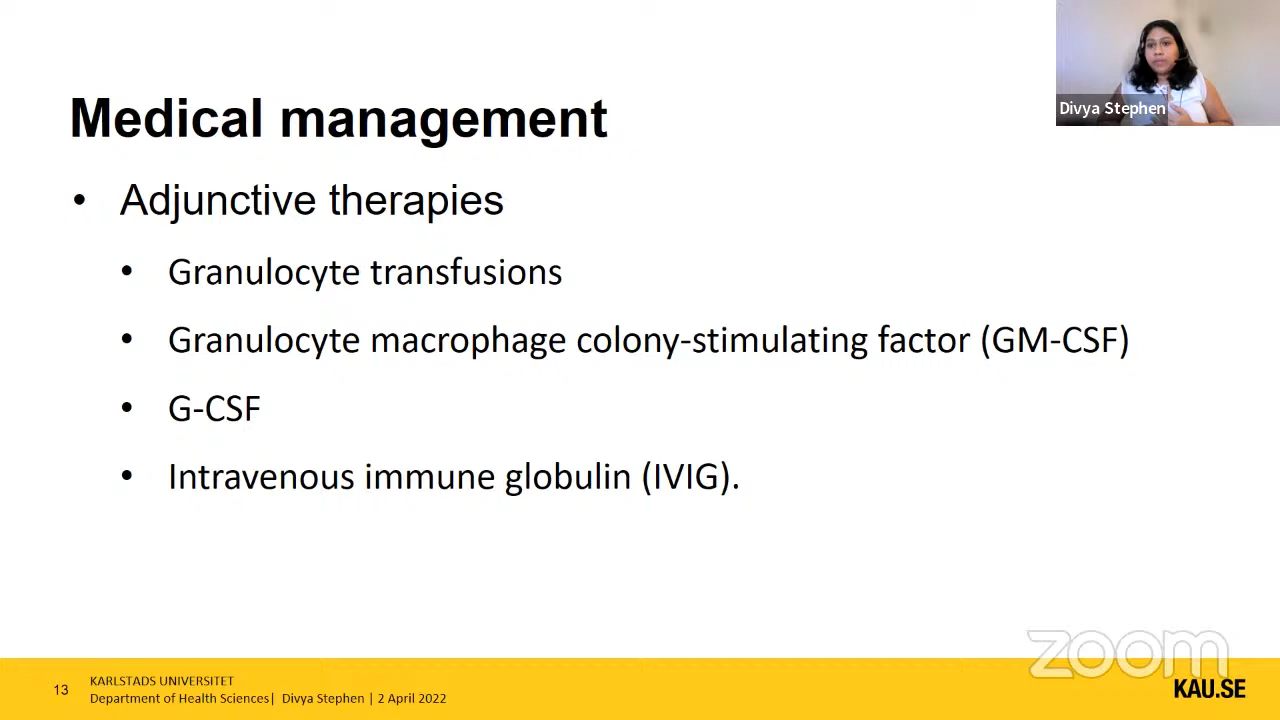 Divya Stephen
Medical management
• Adjunctive therapies
• Granulocyte transfusions
• Granulocyte macrophage colony-stimulating factor (GM-CSF)
• G-CSF
• Intravenous immune globulin (IVIG).
zoom
13
KARLSTADS UNIVERSITET
Department of Health Sciences| Divya Stephen | 2 April 2022
KAU.SE